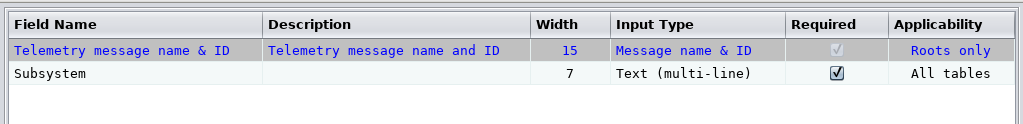 Field Name Description Width Input Type Required Applicability
Telemetry message name & ID Telemetry message name and ID 15 Message name & ID Roots only
Subsystem 7 Text (multi-line) All tables